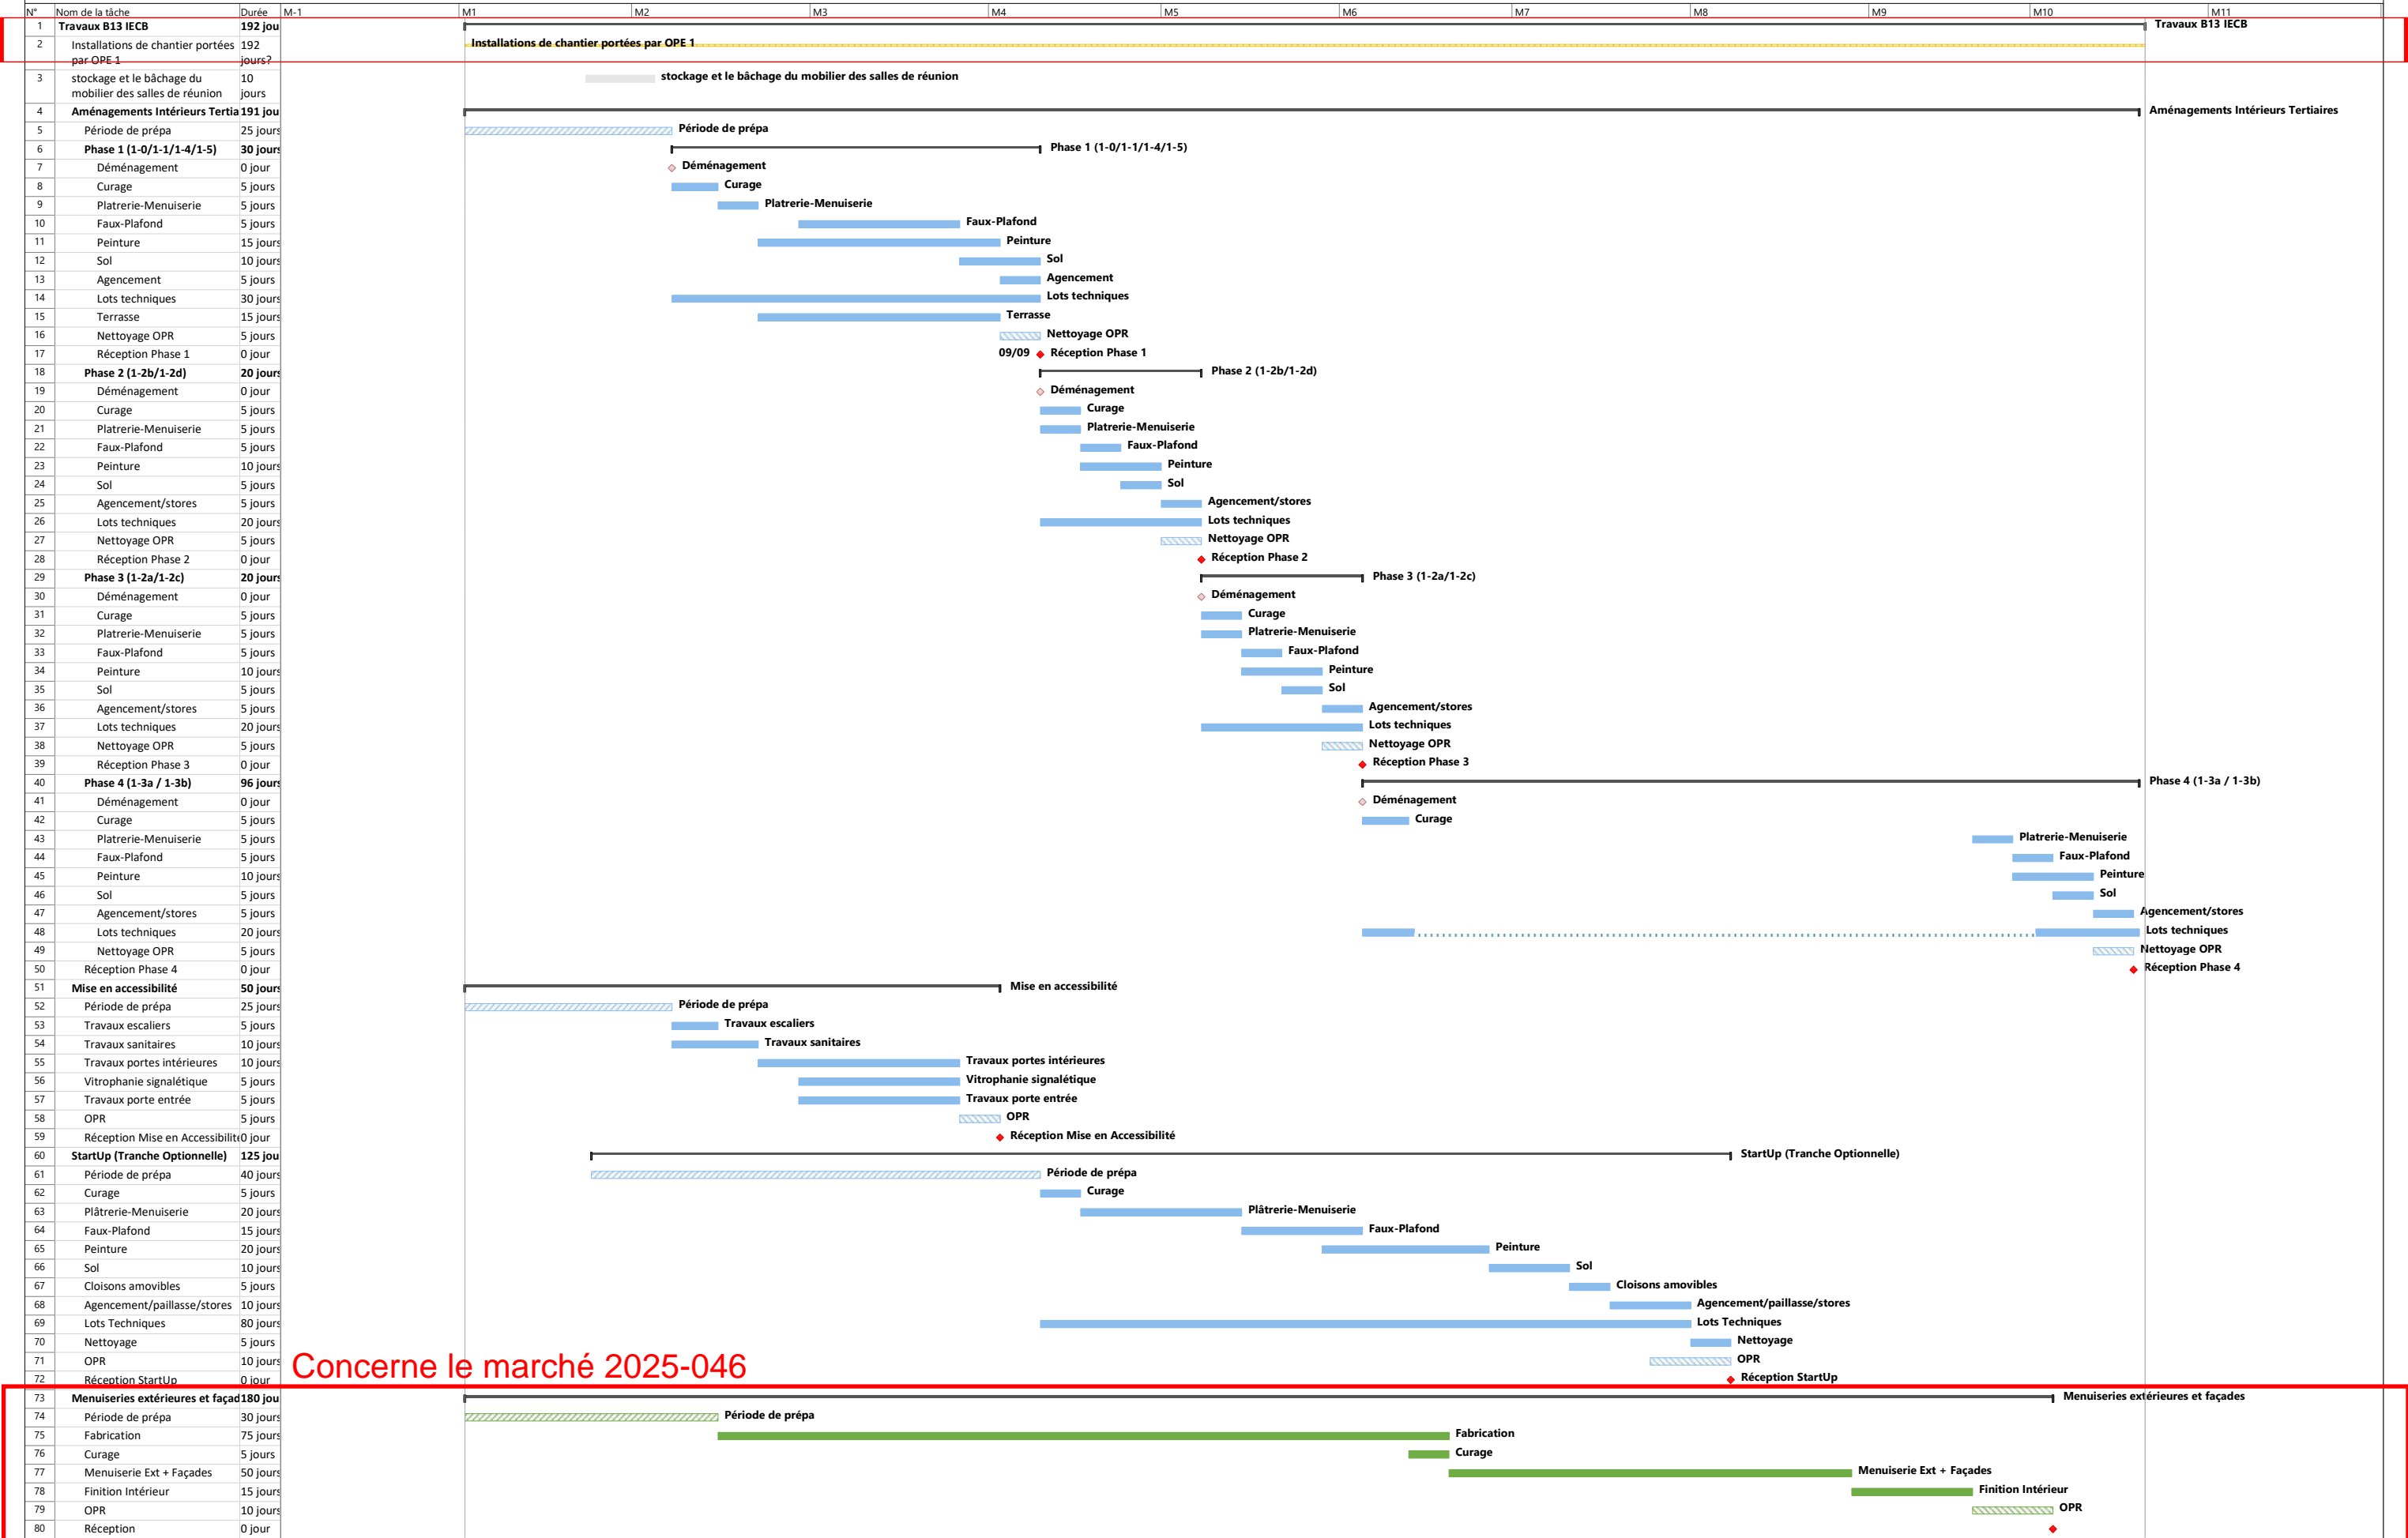 N° Nom de la tâche Durée M-1 M1 M2 M3 M4 M5 M6 M7 M8 M9 M10 M11
1 Travaux B13 IECB 192 jou Travaux B13 IECB
2 Installations de chantier portées 192 Installations de chantier portées par OPE 1
par OPE 1 jours?
3 stockage et le bâchage du 10 stockage et le bâchage du mobilier des salles de réunion
mobilier des salles de réunion jours
4 Aménagements Intérieurs Tertia 191 jou Aménagements Intérieurs Tertiaires
5 Période de prépa 25 jours Période de prépa
6 Phase 1 (1-0/1-1/1-4/1-5) 30 jours Phase 1 (1-0/1-1/1-4/1-5)
7 Déménagement 0 jour Déménagement
8 Curage 5 jours Curage
9 Platrerie-Menuiserie 5 jours Platrerie-Menuiserie
10 Faux-Plafond 5 jours Faux-Plafond
11 Peinture 15 jours Peinture
12 Sol 10 jours Sol
13 Agencement 5 jours Agencement
14 Lots techniques 30 jours Lots techniques
15 Terrasse 15 jours Terrasse
16 Nettoyage OPR 5 jours Nettoyage OPR
17 Réception Phase 1 0 jour 09/09 Réception Phase 1
18 Phase 2 (1-2b/1-2d) 20 jours Phase 2 (1-2b/1-2d)
19 Déménagement 0 jour Déménagement
20 Curage 5 jours Curage
21 Platrerie-Menuiserie 5 jours Platrerie-Menuiserie
22 Faux-Plafond 5 jours Faux-Plafond
23 Peinture 10 jours Peinture
24 Sol 5 jours Sol
25 Agencement/stores 5 jours Agencement/stores
26 Lots techniques 20 jours Lots techniques
27 Nettoyage OPR 5 jours Nettoyage OPR
28 Réception Phase 2 0 jour Réception Phase 2
29 Phase 3 (1-2a/1-2c) 20 jours Phase 3 (1-2a/1-2c)
30 Déménagement 0 jour Déménagement
31 Curage 5 jours Curage
32 Platrerie-Menuiserie 5 jours Platrerie-Menuiserie
33 Faux-Plafond 5 jours Faux-Plafond
34 Peinture 10 jours Peinture
35 Sol 5 jours Sol
36 Agencement/stores 5 jours Agencement/stores
37 Lots techniques 20 jours Lots techniques
38 Nettoyage OPR 5 jours Nettoyage OPR
39 Réception Phase 3 0 jour Réception Phase 3
40 Phase 4 (1-3a / 1-3b) 96 jours Phase 4 (1-3a / 1-3b)
41 Déménagement 0 jour Déménagement
42 Curage 5 jours Curage
43 Platrerie-Menuiserie 5 jours Platrerie-Menuiserie
44 Faux-Plafond 5 jours Faux-Plafond
45 Peinture 10 jours Peinture
46 Sol 5 jours Sol
47 Agencement/stores 5 jours Agencement/stores
48 Lots techniques 20 jours Lots techniques
49 Nettoyage OPR 5 jours Nettoyage OPR
50 Réception Phase 4 0 jour Réception Phase 4
51 Mise en accessibilité 50 jours Mise en accessibilité
52 Période de prépa 25 jours Période de prépa
53 Travaux escaliers 5 jours Travaux escaliers
54 Travaux sanitaires 10 jours Travaux sanitaires
55 Travaux portes intérieures 10 jours Travaux portes intérieures
56 Vitrophanie signalétique 5 jours Vitrophanie signalétique
57 Travaux porte entrée 5 jours Travaux porte entrée
58 OPR 5 jours OPR
59 Réception Mise en Accessibilité 0 jour Réception Mise en Accessibilité
60 StartUp (Tranche Optionnelle) 125 jou StartUp (Tranche Optionnelle)
61 Période de prépa 40 jours Période de prépa
62 Curage 5 jours Curage
63 Plâtrerie-Menuiserie 20 jours Plâtrerie-Menuiserie
64 Faux-Plafond 15 jours Faux-Plafond
65 Peinture 20 jours Peinture
66 Sol 10 jours Sol
67 Cloisons amovibles 5 jours Cloisons amovibles
68 Agencement/paillasse/stores 10 jours Agencement/paillasse/stores
69 Lots Techniques 80 jours Lots Techniques
70 Nettoyage 5 jours Nettoyage
71 OPR 10 jours OPR
Concerne le marché 2025-046
72 Réception StartUp 0 jour Réception StartUp
73 Menuiseries extérieures et façad 180 jou Menuiseries extérieures et façades
74 Période de prépa 30 jours Période de prépa
75 Fabrication 75 jours Fabrication
76 Curage 5 jours Curage
77 Menuiserie Ext + Façades 50 jours Menuiserie Ext + Façades
78 Finition Intérieur 15 jours Finition Intérieur
79 OPR 10 jours OPR
80 Réception 0 jour